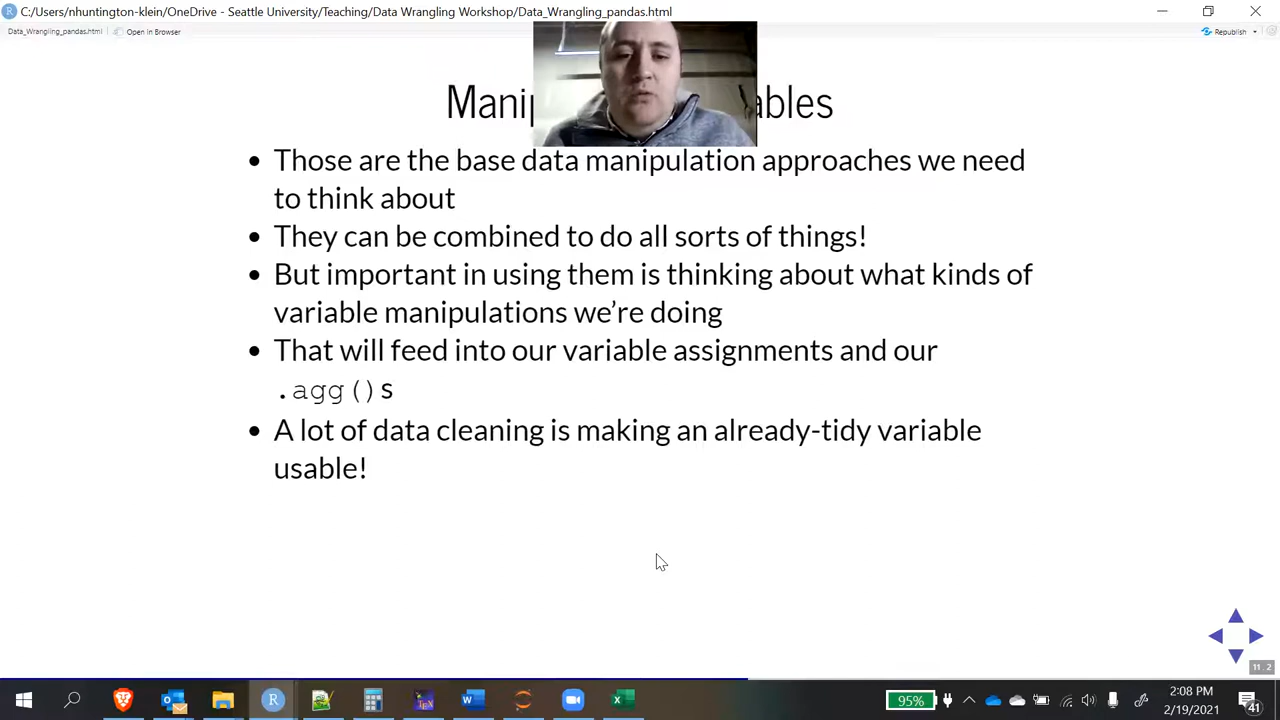 C:/Users/nhuntington-klein/OneDrive - Seattle University/Teaching/Data Wrangling Workshop/Data_Wrangling_pandas.html
Data_Wrangling_pandas.html Open in Browser Republish
Those are the base data manipulation approaches we need
to think about
They can be combined to do all sorts of things!
But important in using them is thinking about what kinds of
variable manipulations we're doing
That will feed into our variable assignments and our
.agg()s
A lot of data cleaning is making an already-tidy variable
usable!
11.2
95%
2:08 PM
2/19/2021
41